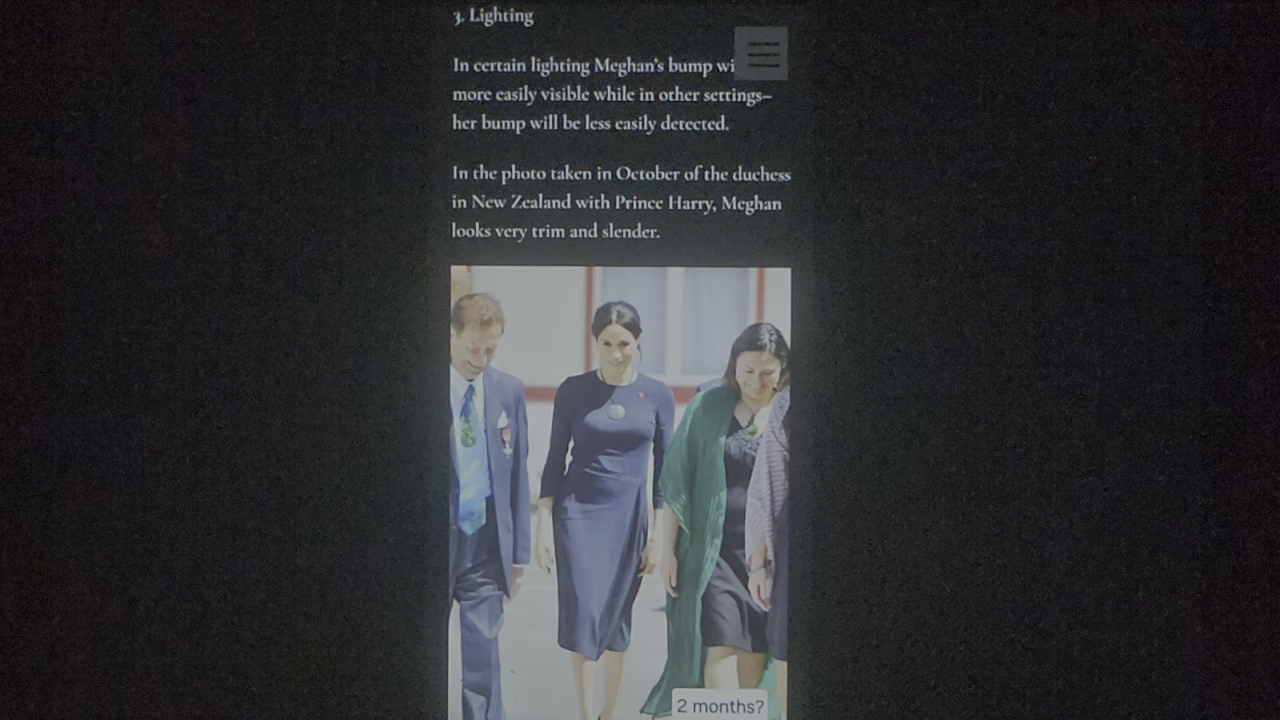 3. Lighting
In certain lighting Meghan's bump wi
more easily visible while in other settings–
her bump will be less easily detected.
In the photo taken in October of the duchess
in New Zealand with Prince Harry, Meghan
looks very trim and slender.
2 months?